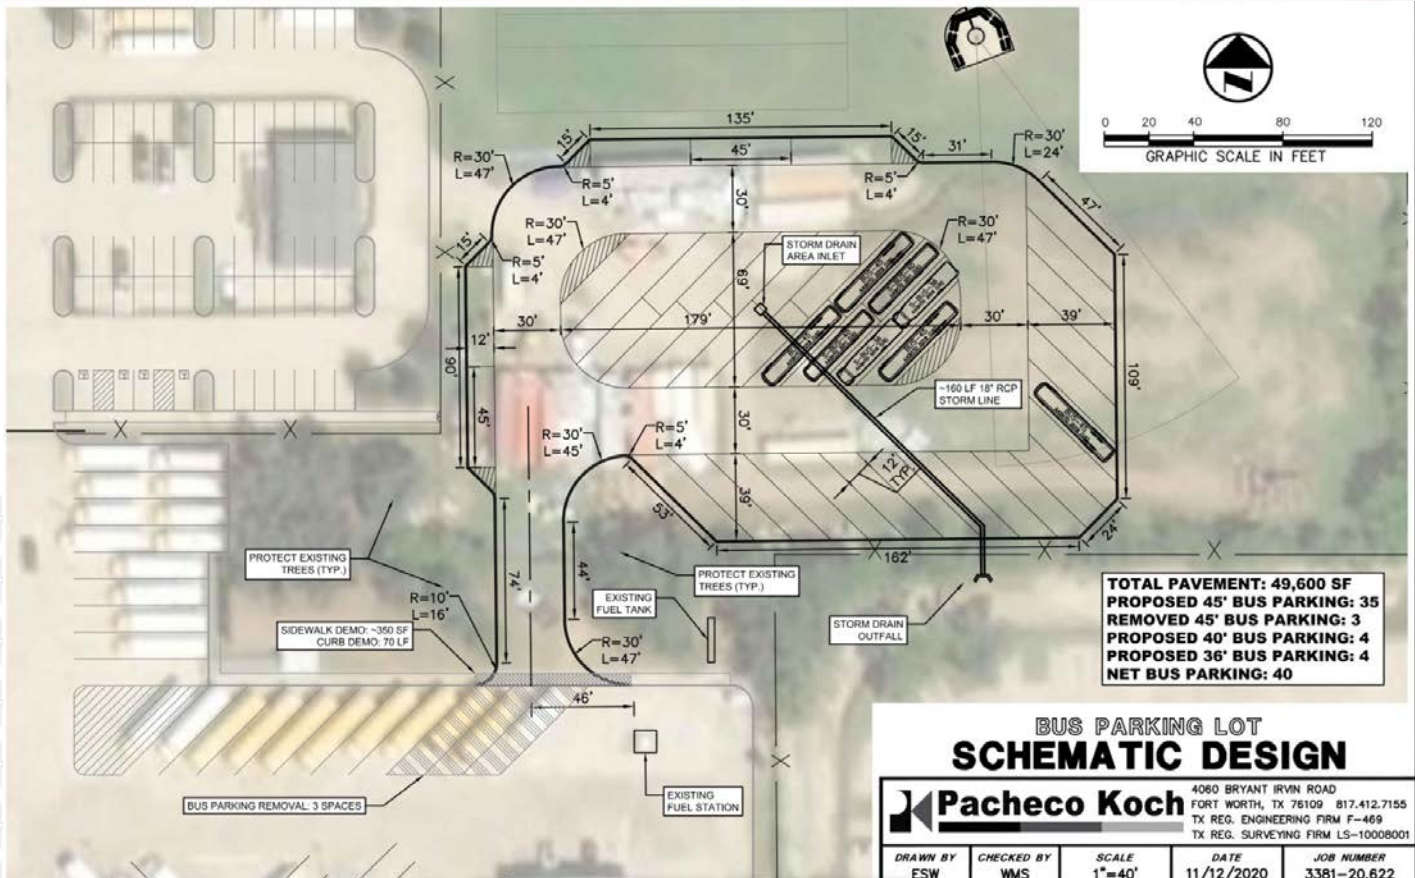 135'
15'
45'
15'
31'
R=30'
L=24'
0 20 40 80 120
GRAPHIC SCALE IN FEET
R=30'
L=47'
R=5'
L=4'
R=5'
L=4'
30'
47'
R=30'
L=47'
R=30'
L=47'
15'
R=5'
L=4'
STORM DRAIN
AREA INLET
69'
30'
179'
30'
39'
12'
90'
45'
109'
~160 LF 18" RCP
STORM LINE
30'
R=30'
L=45'
R=5'
L=4'
12'
TYP.
39'
53'
24'
162'
PROTECT EXISTING
TREES (TYP.)
74'
44'
PROTECT EXISTING
TREES (TYP.)
R=10'
L=16'
EXISTING
FUEL TANK
SIDEWALK DEMO: ~350 SF
CURB DEMO: 70 LF
R=30'
L=47'
STORM DRAIN
OUTFALL
46'
TOTAL PAVEMENT: 49,600 SF
PROPOSED 45' BUS PARKING: 35
REMOVED 45' BUS PARKING: 3
PROPOSED 40' BUS PARKING: 4
PROPOSED 36' BUS PARKING: 4
NET BUS PARKING: 40
BUS PARKING REMOVAL: 3 SPACES
EXISTING
FUEL STATION
BUS PARKING LOT
SCHEMATIC DESIGN
Pacheco Koch
4060 BRYANT IRVIN ROAD
FORT WORTH, TX 76109 817.412.7155
TX REG. ENGINEERING FIRM F-469
TX REG. SURVEYING FIRM LS-10008001
DRAWN BY CHECKED BY SCALE DATE JOB NUMBER
ESW WMS 1"=40' 11/12/2020 3381-20.622